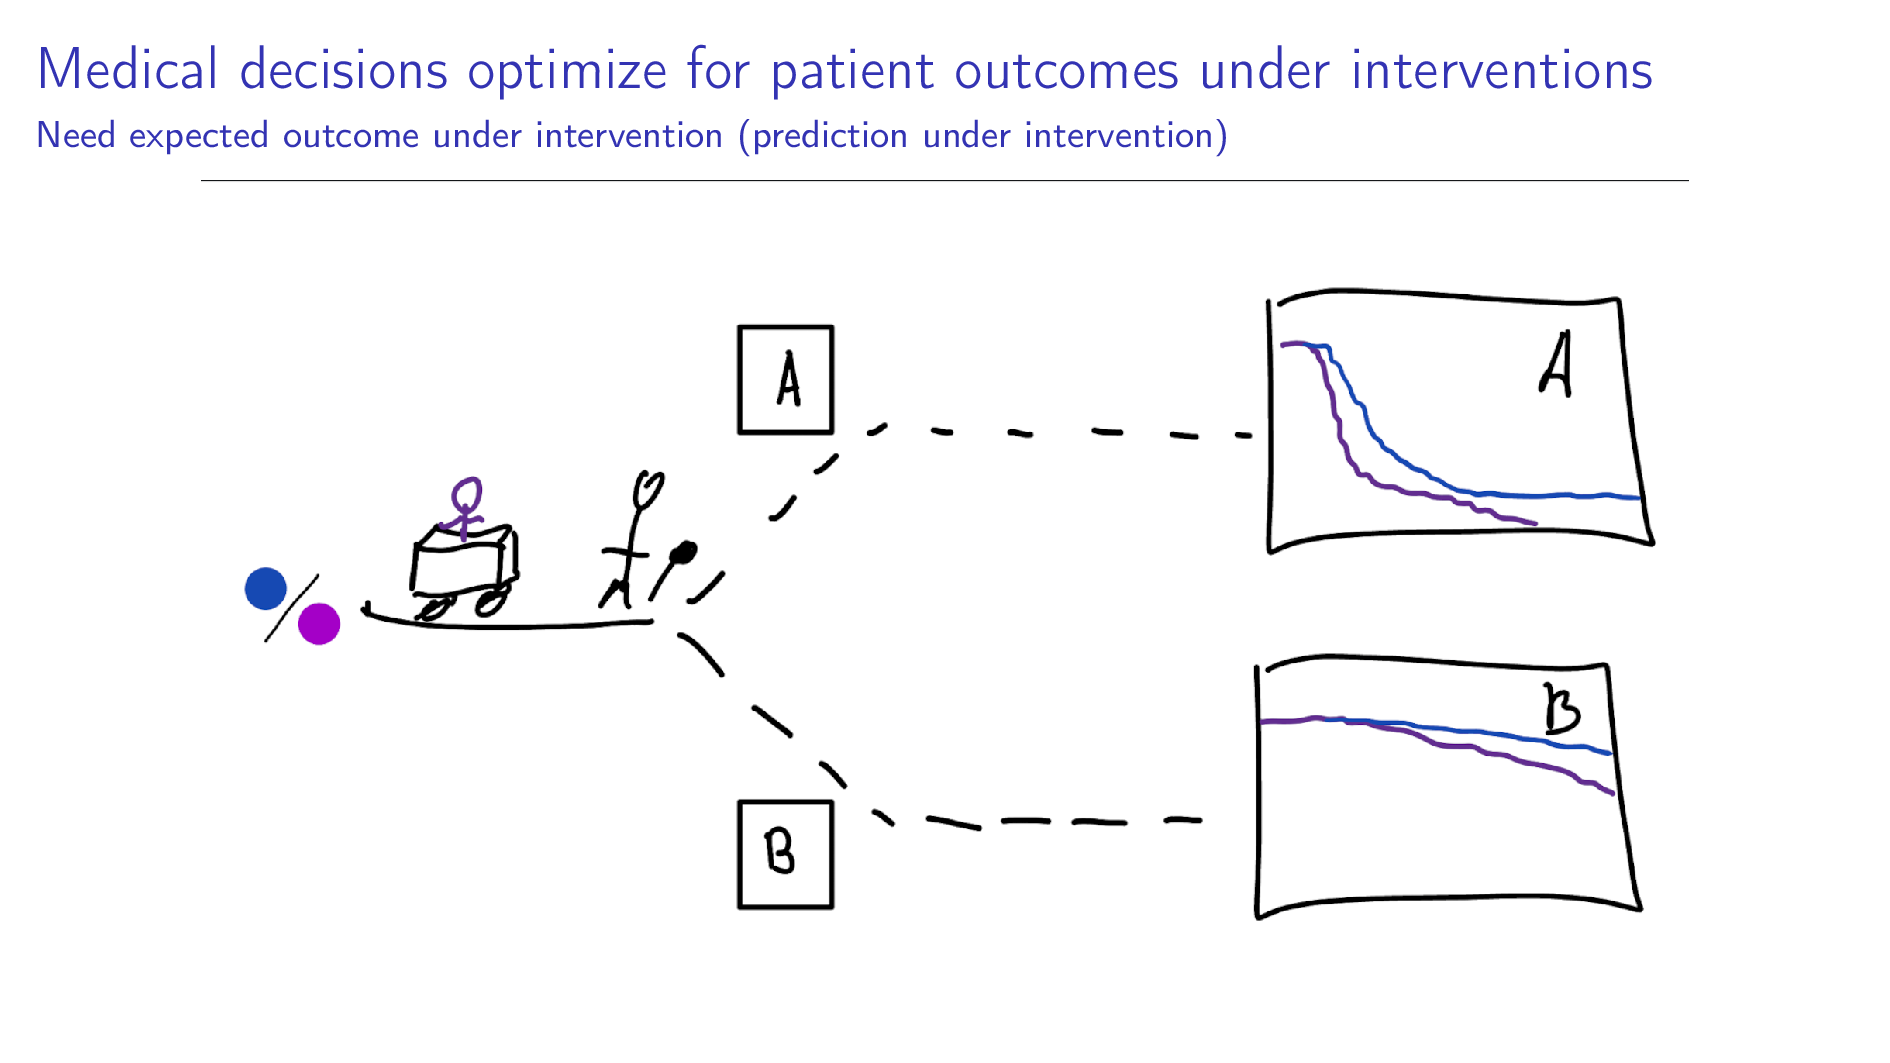 Medical decisions optimize for patient outcomes under interventions
Need expected outcome under intervention (prediction under intervention)
A
A
B
B